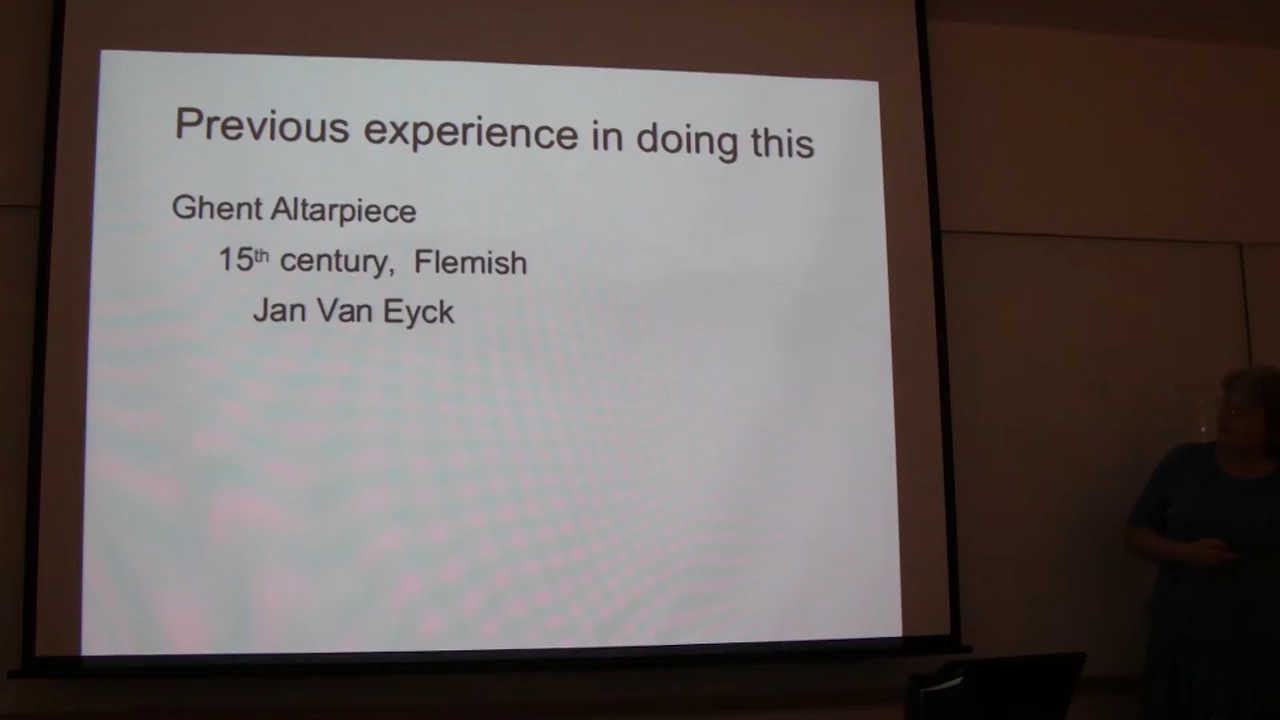 Previous experience in doing this
Ghent Altarpiece
15th century, Flemish
Jan Van Eyck